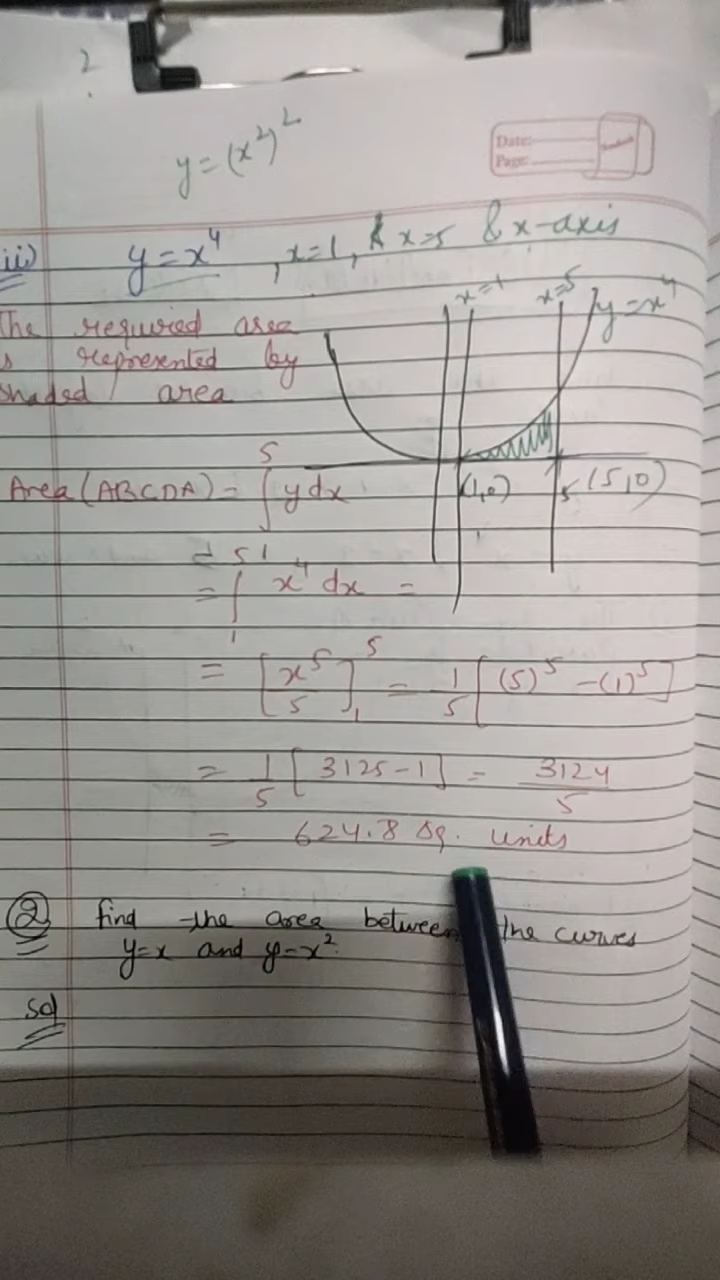 2
y = (x²)²
Date:
Page:
iii) y = x⁴ , x=1, & x=5 & x-axis
x=1 x=5 y=x⁴
The required area
is represented by
shaded area
(1,0) 5 (5,0)
Area (ABCDA) = ∫₁⁵ y dx
= ∫₁⁵ x⁴ dx =
= [x⁵/5]₁⁵ = 1/5 [(5)⁵ - (1)⁵]
= 1/5 [3125-1] = 3124/5
= 624.8 sq. units
② find the area between the curves
y=x and y=x².
Sol